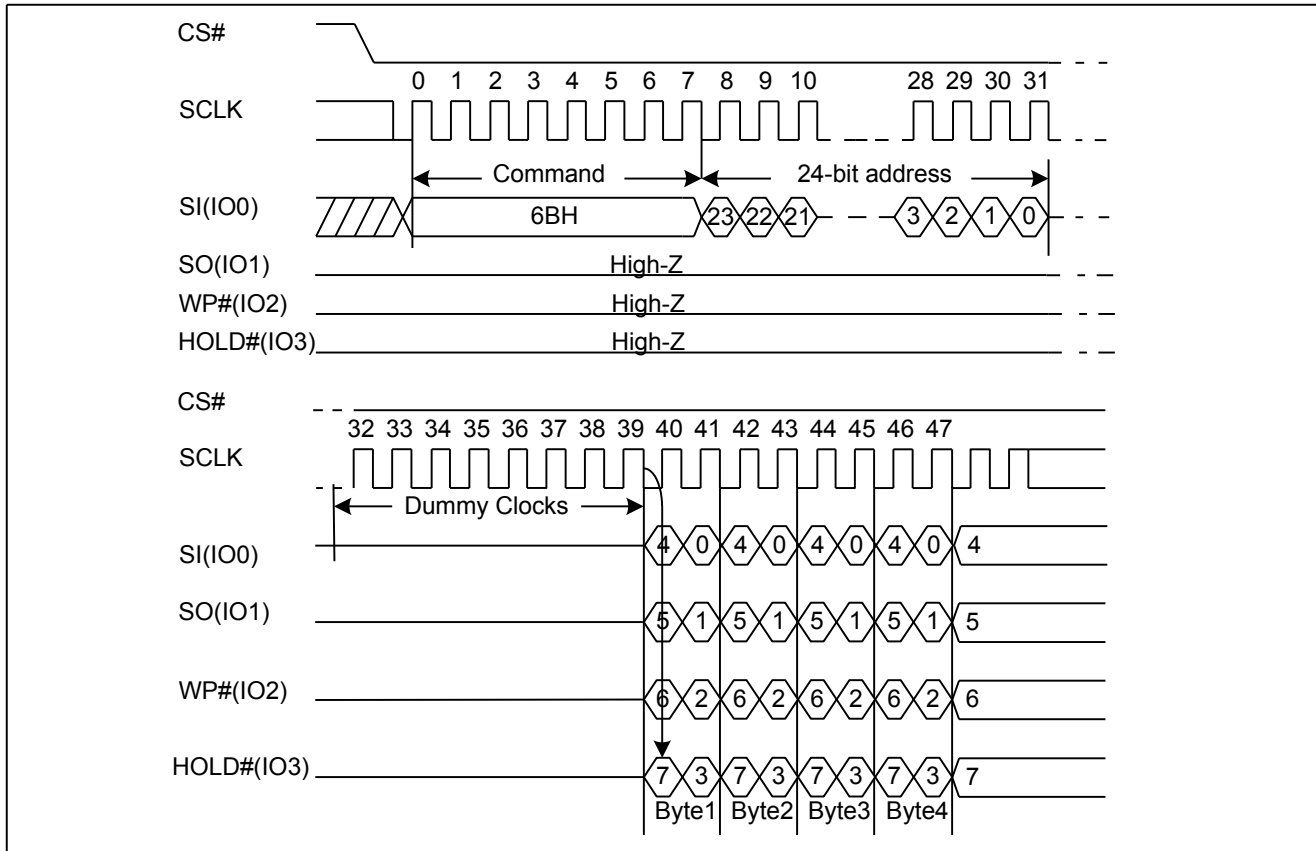 CS#
0 1 2 3 4 5 6 7 8 9 10 28 29 30 31
SCLK
Command 24-bit address
SI(IO0) 6BH 23 22 21 3 2 1 0
SO(IO1) High-Z
WP#(IO2) High-Z
HOLD#(IO3) High-Z
CS#
32 33 34 35 36 37 38 39 40 41 42 43 44 45 46 47
SCLK
Dummy Clocks
SI(IO0) 4 0 4 0 4 0 4 0 4
SO(IO1) 5 1 5 1 5 1 5 1 5
WP#(IO2) 6 2 6 2 6 2 6 2 6
HOLD#(IO3) 7 3 7 3 7 3 7 3 7
Byte1 Byte2 Byte3 Byte4